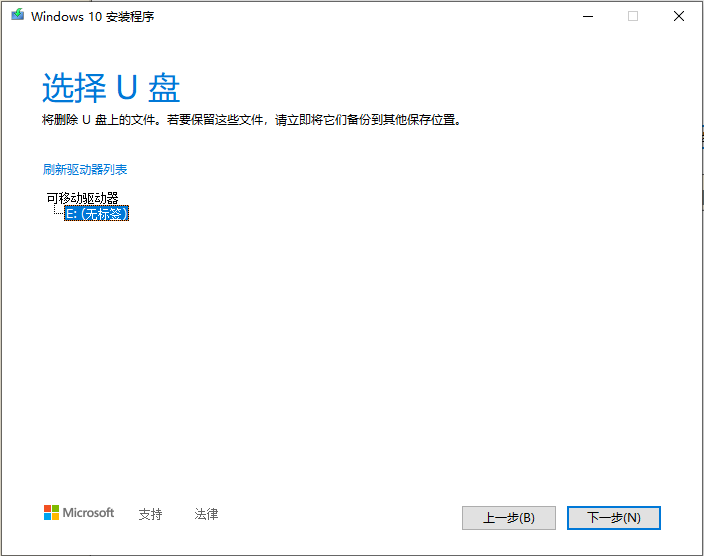 Windows 10 安装程序
选择 U 盘
将删除 U 盘上的文件。若要保留这些文件，请立即将它们备份到其他保存位置。
刷新驱动器列表
可移动驱动器
E: (无标签)
Microsoft 支持 法律 上一步(B) 下一步(N)